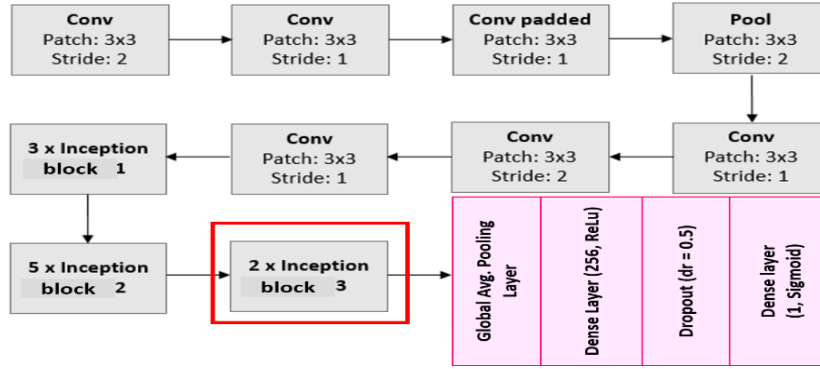 Conv
Patch: 3x3
Stride: 2
Conv
Patch: 3x3
Stride: 1
Conv padded
Patch: 3x3
Stride: 1
Pool
Patch: 3x3
Stride: 2
Conv
Patch: 3x3
Stride: 1
Conv
Patch: 3x3
Stride: 2
Conv
Patch: 3x3
Stride: 1
3 x Inception
block 1
5 x Inception
block 2
2 x Inception
block 3
Global Avg. Pooling
Layer
Dense Layer (256, ReLu)
Dropout (dr = 0.5)
Dense layer
(1, Sigmoid)